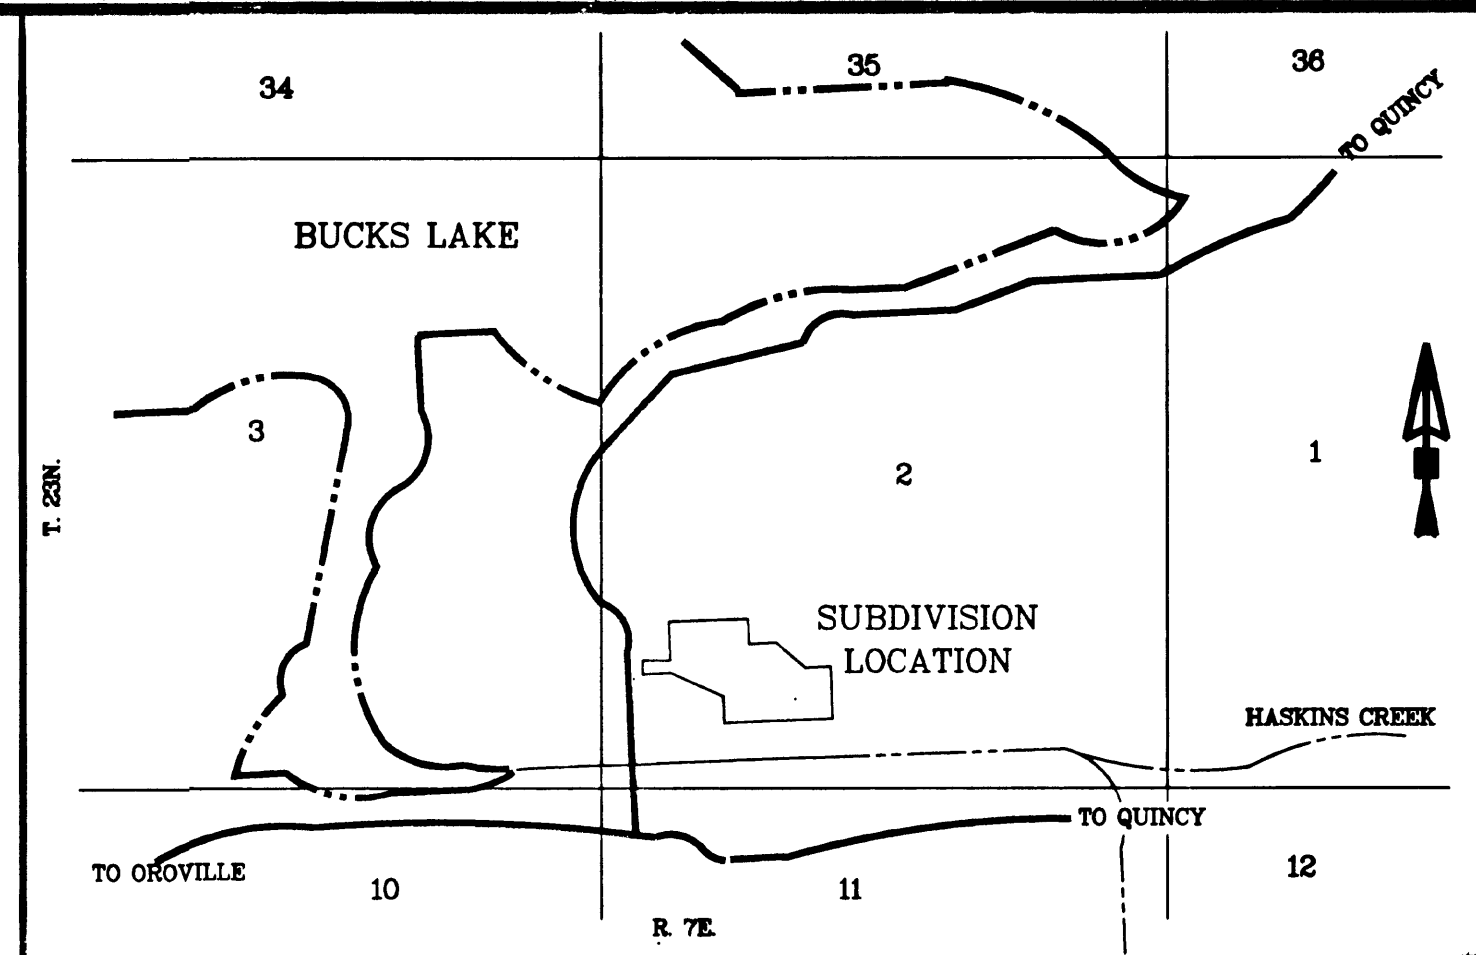 34
35
36
TO QUINCY
BUCKS LAKE
3
2
1
T. 23N.
SUBDIVISION
LOCATION
HASKINS CREEK
TO QUINCY
TO OROVILLE
10
11
12
R. 7E.